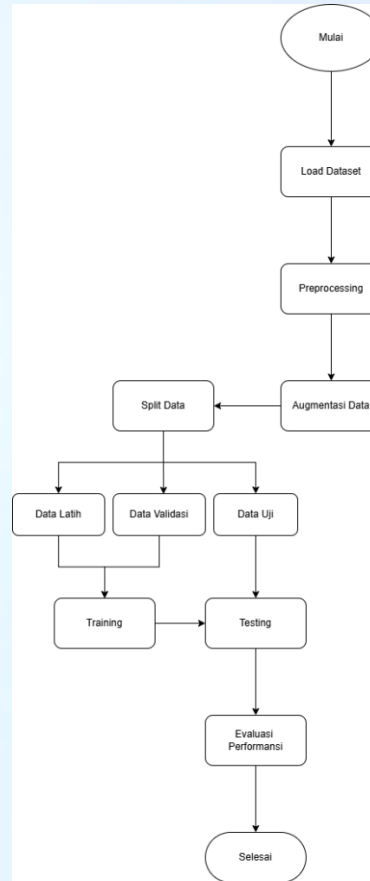 Mulai
Load Dataset
Preprocessing
Augmentasi Data
Split Data
Data Latih
Data Validasi
Data Uji
Training
Testing
Evaluasi
Performansi
Selesai